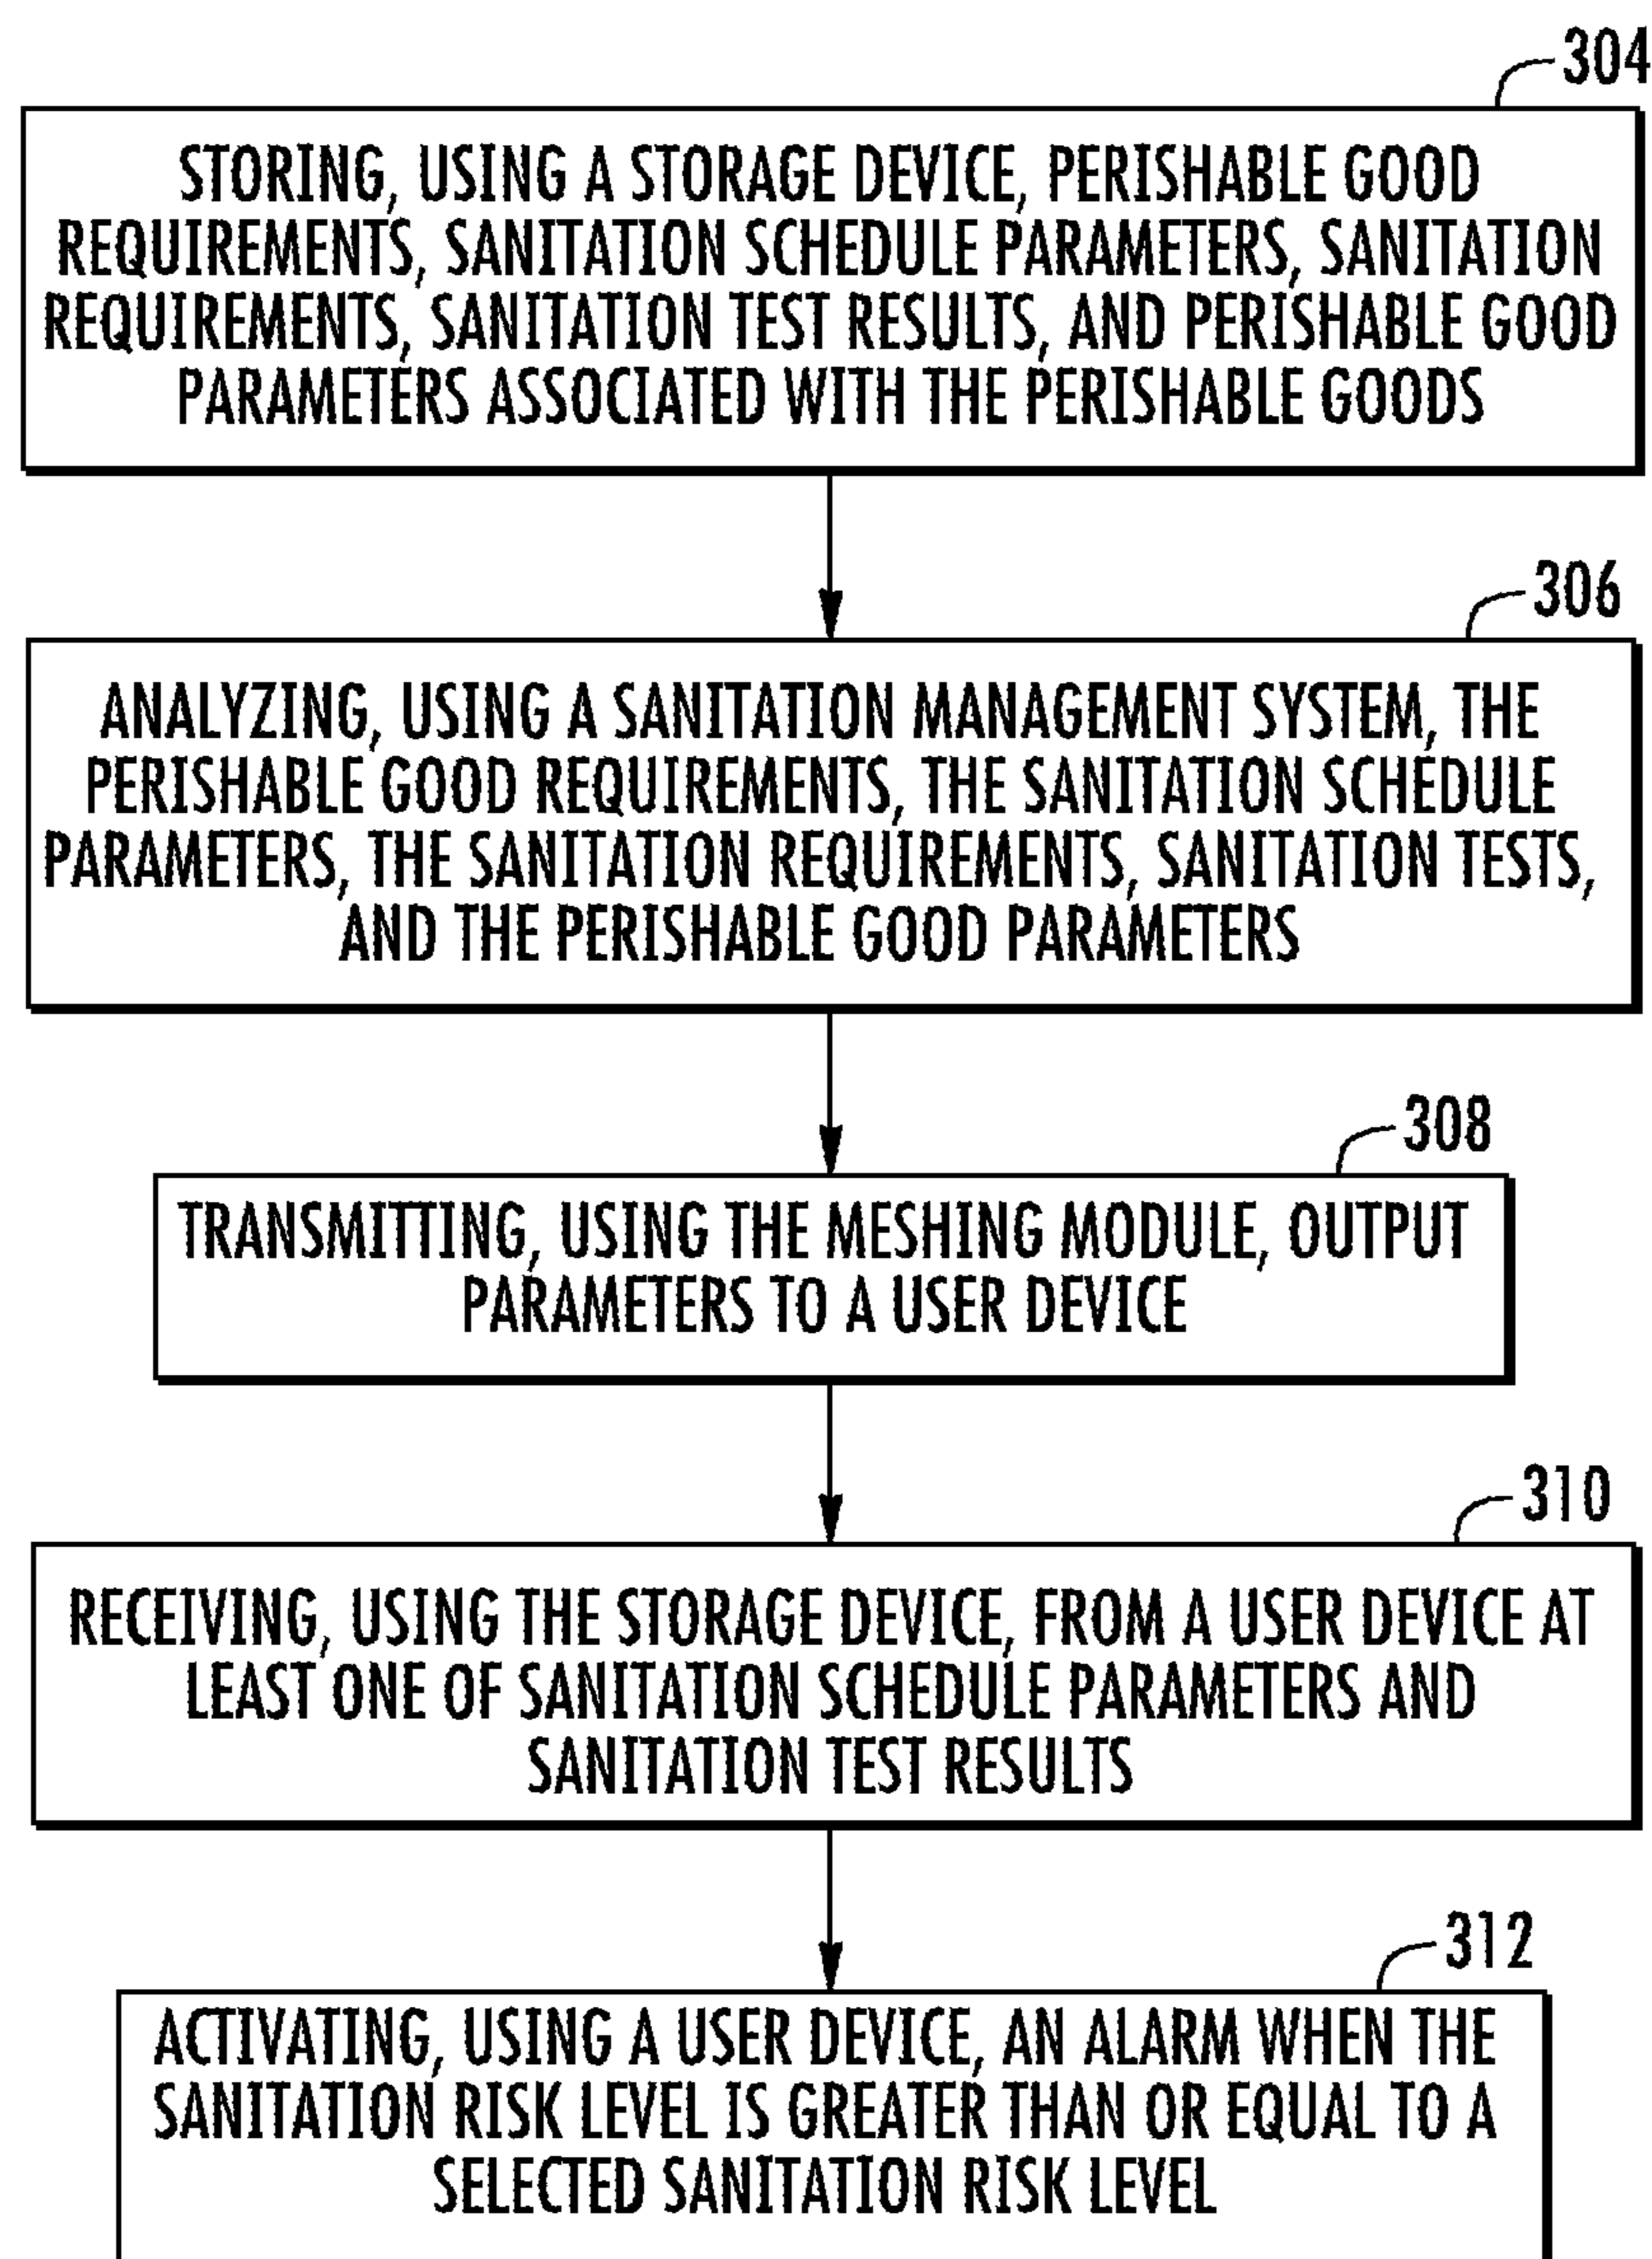 304
STORING, USING A STORAGE DEVICE, PERISHABLE GOOD
REQUIREMENTS, SANITATION SCHEDULE PARAMETERS, SANITATION
REQUIREMENTS, SANITATION TEST RESULTS, AND PERISHABLE GOOD
PARAMETERS ASSOCIATED WITH THE PERISHABLE GOODS
306
ANALYZING, USING A SANITATION MANAGEMENT SYSTEM, THE
PERISHABLE GOOD REQUIREMENTS, THE SANITATION SCHEDULE
PARAMETERS, THE SANITATION REQUIREMENTS, SANITATION TESTS,
AND THE PERISHABLE GOOD PARAMETERS
308
TRANSMITTING, USING THE MESHING MODULE, OUTPUT
PARAMETERS TO A USER DEVICE
310
RECEIVING, USING THE STORAGE DEVICE, FROM A USER DEVICE AT
LEAST ONE OF SANITATION SCHEDULE PARAMETERS AND
SANITATION TEST RESULTS
312
ACTIVATING, USING A USER DEVICE, AN ALARM WHEN THE
SANITATION RISK LEVEL IS GREATER THAN OR EQUAL TO A
SELECTED SANITATION RISK LEVEL